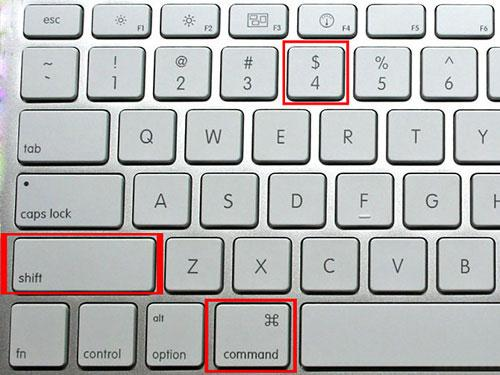 esc F1 F2 F3 F4 F5 F6
~ ! @ # $ % ^
` 1 2 3 4 5 6
tab Q W E R T Y
caps lock A S D F G H
shift Z X C V B
alt ⌘
fn control option command